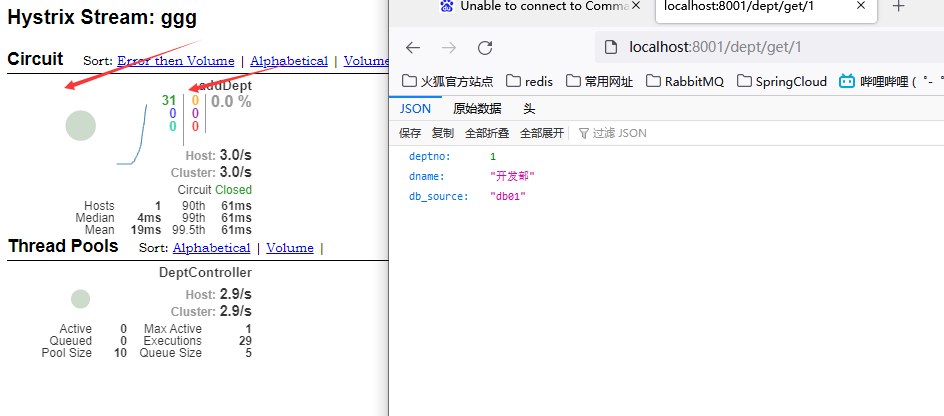 Hystrix Stream: ggg
Circuit Sort: Error then Volume | Alphabetical | Volume
addDept
31 0 0.0 %
0 0
0 0
Host: 3.0/s
Cluster: 3.0/s
Circuit Closed
Hosts 1 90th 61ms
Median 4ms 99th 61ms
Mean 19ms 99.5th 61ms
Thread Pools Sort: Alphabetical | Volume |
DeptController
Host: 2.9/s
Cluster: 2.9/s
Active 0 Max Active 1
Queued 0 Executions 29
Pool Size 10 Queue Size 5
Unable to connect to Comma
localhost:8001/dept/get/1
localhost:8001/dept/get/1
火狐官方站点 redis 常用网址 RabbitMQ SpringCloud 哔哩哔哩 ( ゜- ゜
JSON 原始数据 头
保存 复制 全部折叠 全部展开 过滤 JSON
deptno: 1
dname: "开发部"
db_source: "db01"